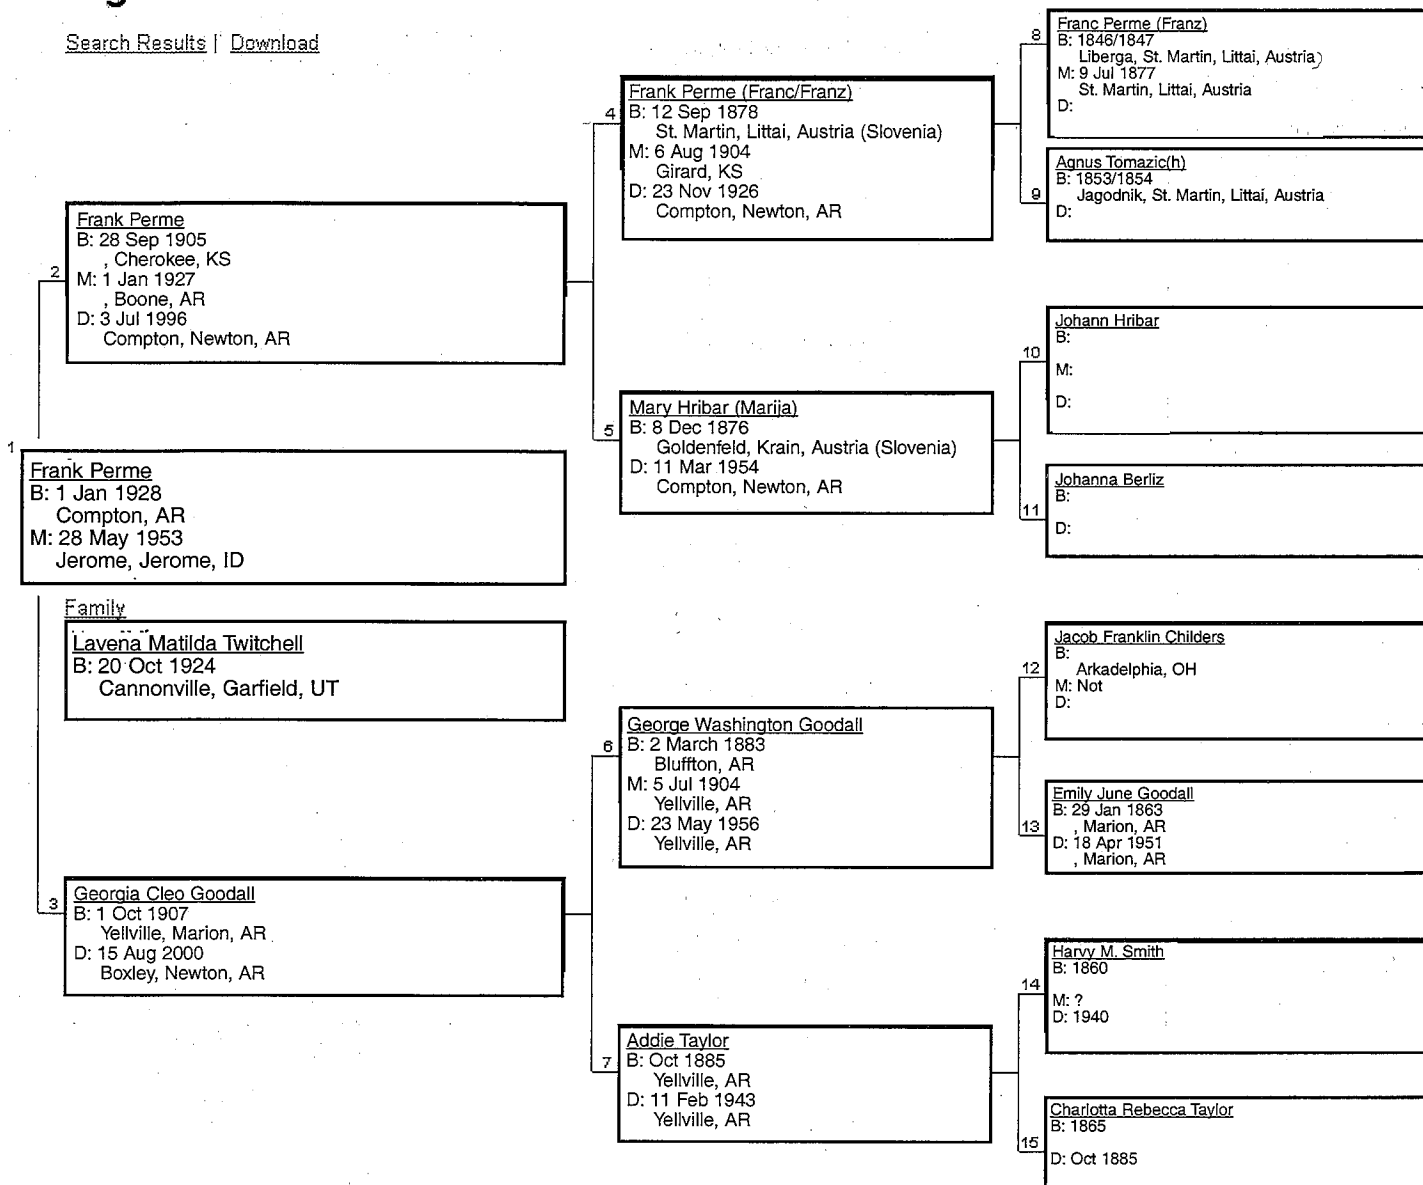 Search Results | Download
1
Frank Perme
B: 1 Jan 1928
Compton, AR
M: 28 May 1953
Jerome, Jerome, ID
Family
Lavena Matilda Twitchell
B: 20 Oct 1924
Cannonville, Garfield, UT
2
Frank Perme
B: 28 Sep 1905
, Cherokee, KS
M: 1 Jan 1927
, Boone, AR
D: 3 Jul 1996
Compton, Newton, AR
3
Georgia Cleo Goodall
B: 1 Oct 1907
Yellville, Marion, AR
D: 15 Aug 2000
Boxley, Newton, AR
4
Frank Perme (Franc/Franz)
B: 12 Sep 1878
St. Martin, Littai, Austria (Slovenia)
M: 6 Aug 1904
Girard, KS
D: 23 Nov 1926
Compton, Newton, AR
5
Mary Hribar (Marija)
B: 8 Dec 1876
Goldenfeld, Krain, Austria (Slovenia)
D: 11 Mar 1954
Compton, Newton, AR
6
George Washington Goodall
B: 2 March 1883
Bluffton, AR
M: 5 Jul 1904
Yellville, AR
D: 23 May 1956
Yellville, AR
7
Addie Taylor
B: Oct 1885
Yellville, AR
D: 11 Feb 1943
Yellville, AR
8
Franc Perme (Franz)
B: 1846/1847
Liberga, St. Martin, Littai, Austria)
M: 9 Jul 1877
St. Martin, Littai, Austria
D:
9
Agnus Tomazic(h)
B: 1853/1854
Jagodnik, St. Martin, Littai, Austria
D:
10
Johann Hribar
B:
M:
D:
11
Johanna Berliz
B:
D:
12
Jacob Franklin Childers
B:
Arkadelphia, OH
M: Not
D:
13
Emily June Goodall
B: 29 Jan 1863
, Marion, AR
D: 18 Apr 1951
, Marion, AR
14
Harvy M. Smith
B: 1860
M: ?
D: 1940
15
Charlotta Rebecca Taylor
B: 1865
D: Oct 1885